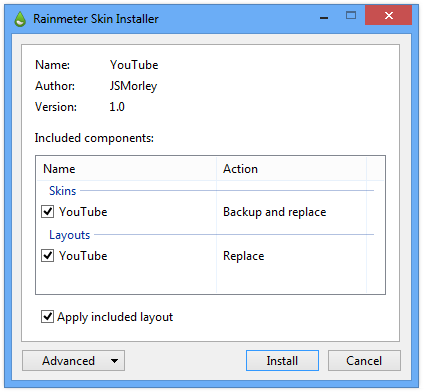 Rainmeter Skin Installer
Name: YouTube
Author: JSMorley
Version: 1.0
Included components:
Name Action
Skins
YouTube Backup and replace
Layouts
YouTube Replace
Apply included layout
Advanced Install Cancel